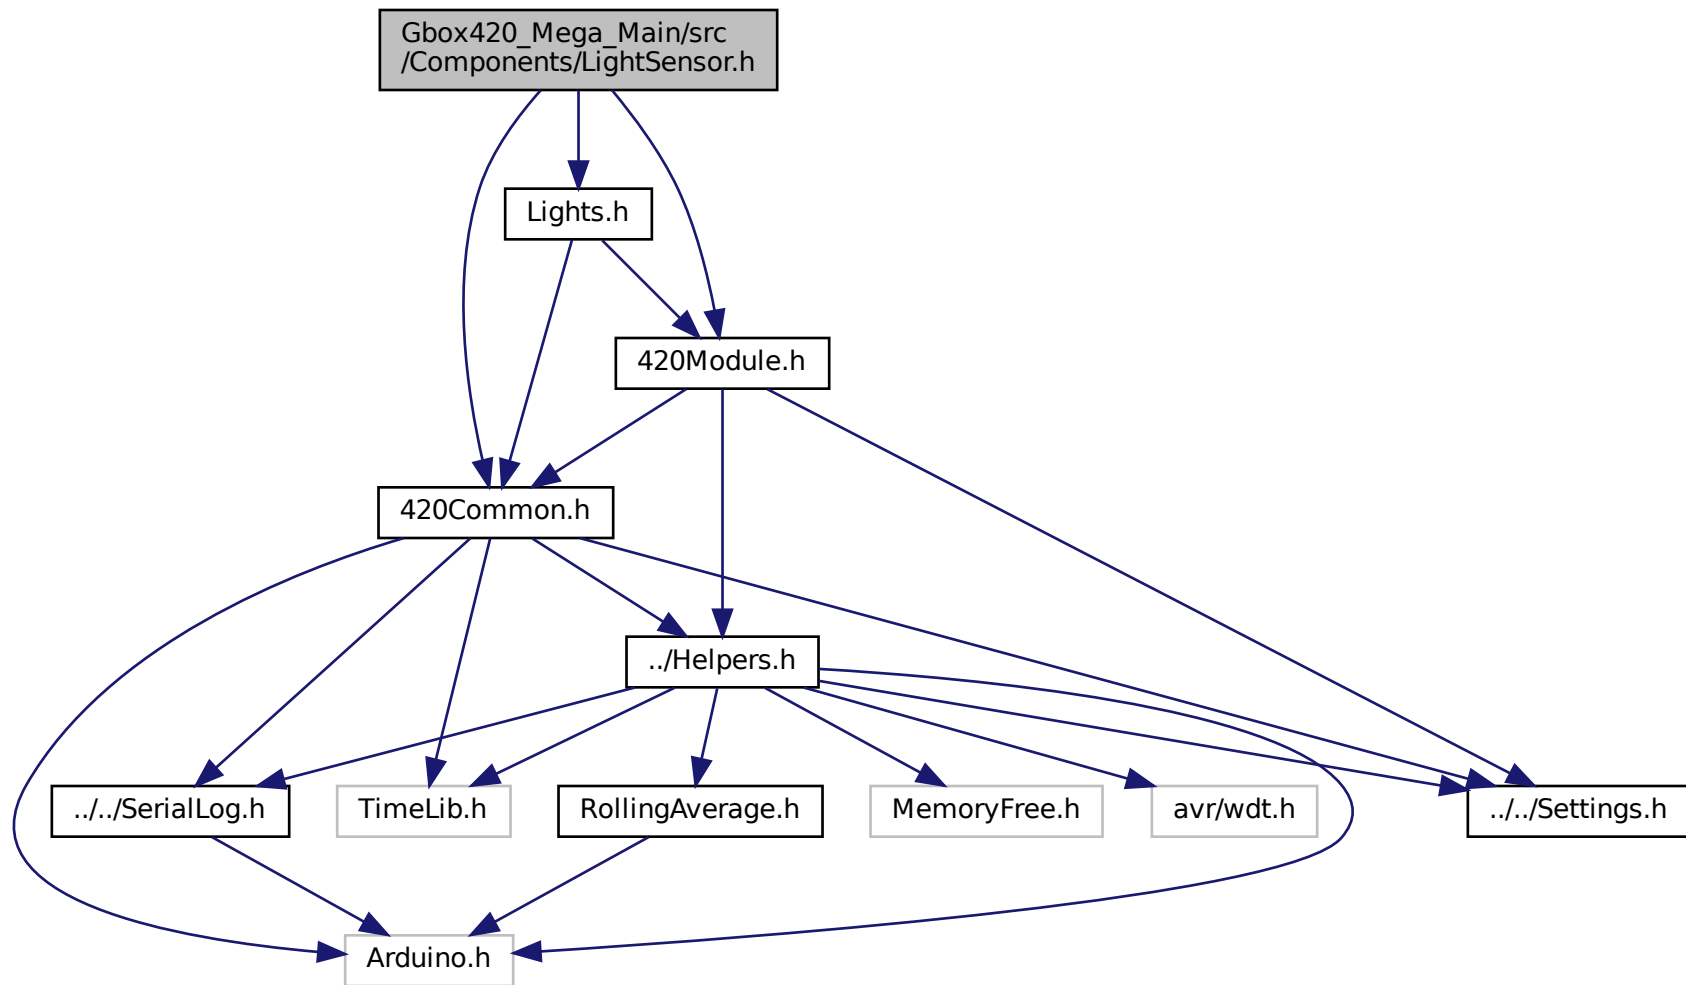 Gbox420_Mega_Main/src
/Components/LightSensor.h
Lights.h
420Module.h
420Common.h
../Helpers.h
../../SerialLog.h
TimeLib.h
RollingAverage.h
MemoryFree.h
avr/wdt.h
../../Settings.h
Arduino.h